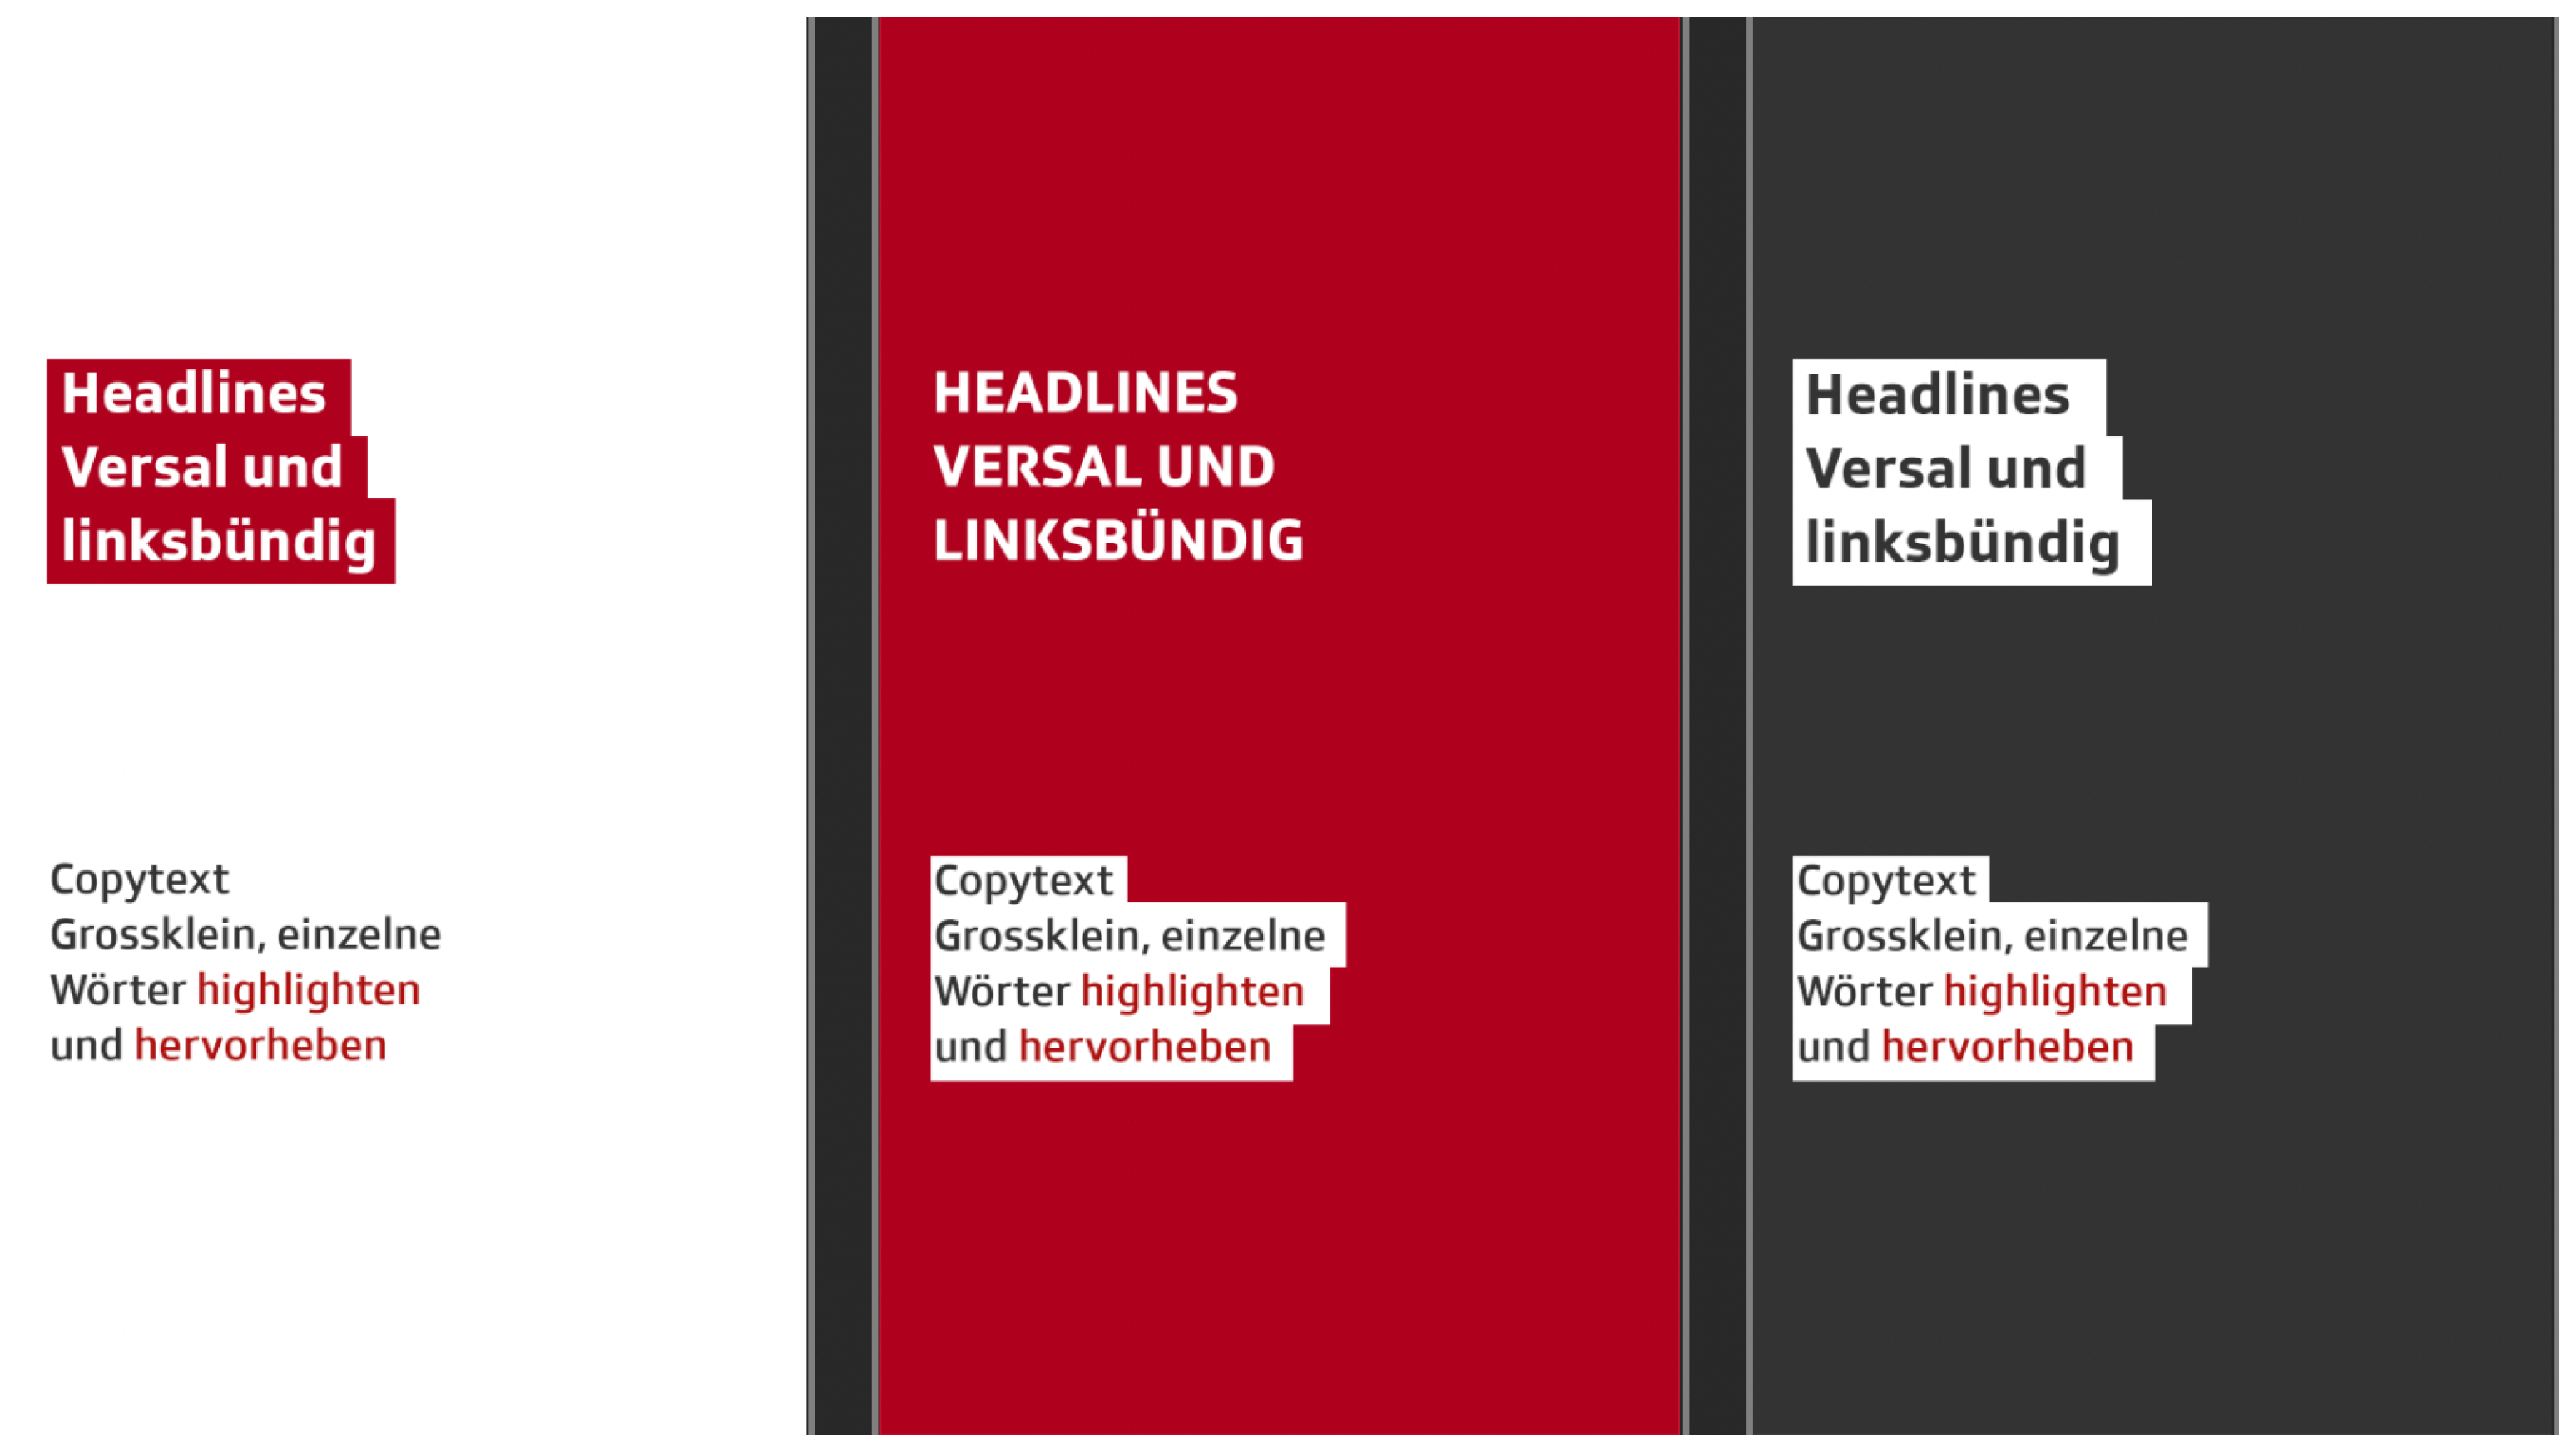 Headlines
Versal und
linksbündig
Copytext
Grossklein, einzelne
Wörter highlighten
und hervorheben
HEADLINES
VERSAL UND
LINKSBÜNDIG
Copytext
Grossklein, einzelne
Wörter highlighten
und hervorheben
Headlines
Versal und
linksbündig
Copytext
Grossklein, einzelne
Wörter highlighten
und hervorheben